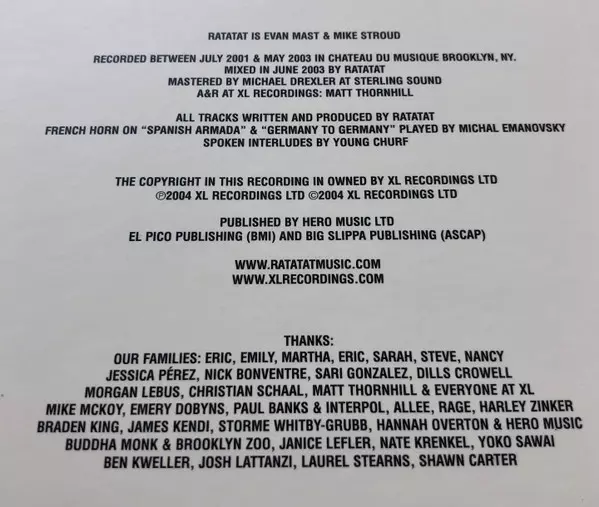 RATATAT IS EVAN MAST & MIKE STROUD
RECORDED BETWEEN JULY 2001 & MAY 2003 IN CHATEAU DU MUSIQUE BROOKLYN, NY.
MIXED IN JUNE 2003 BY RATATAT
MASTERED BY MICHAEL DREXLER AT STERLING SOUND
A&R AT XL RECORDINGS: MATT THORNHILL
ALL TRACKS WRITTEN AND PRODUCED BY RATATAT
FRENCH HORN ON “SPANISH ARMADA” & “GERMANY TO GERMANY” PLAYED BY MICHAL EMANOVSKY
SPOKEN INTERLUDES BY YOUNG CHURF
THE COPYRIGHT IN THIS RECORDING IN OWNED BY XL RECORDINGS LTD
℗2004 XL RECORDINGS LTD ©2004 XL RECORDINGS LTD
PUBLISHED BY HERO MUSIC LTD
EL PICO PUBLISHING (BMI) AND BIG SLIPPA PUBLISHING (ASCAP)
WWW.RATATATMUSIC.COM
WWW.XLRECORDINGS.COM
THANKS:
OUR FAMILIES: ERIC, EMILY, MARTHA, ERIC, SARAH, STEVE, NANCY
JESSICA PÉREZ, NICK BONVENTRE, SARI GONZALEZ, DILLS CROWELL
MORGAN LEBUS, CHRISTIAN SCHAAL, MATT THORNHILL & EVERYONE AT XL
MIKE MCKOY, EMERY DOBYNS, PAUL BANKS & INTERPOL, ALLEE, RAGE, HARLEY ZINKER
BRADEN KING, JAMES KENDI, STORME WHITBY-GRUBB, HANNAH OVERTON & HERO MUSIC
BUDDHA MONK & BROOKLYN ZOO, JANICE LEFLER, NATE KRENKEL, YOKO SAWAI
BEN KWELLER, JOSH LATTANZI, LAUREL STEARNS, SHAWN CARTER